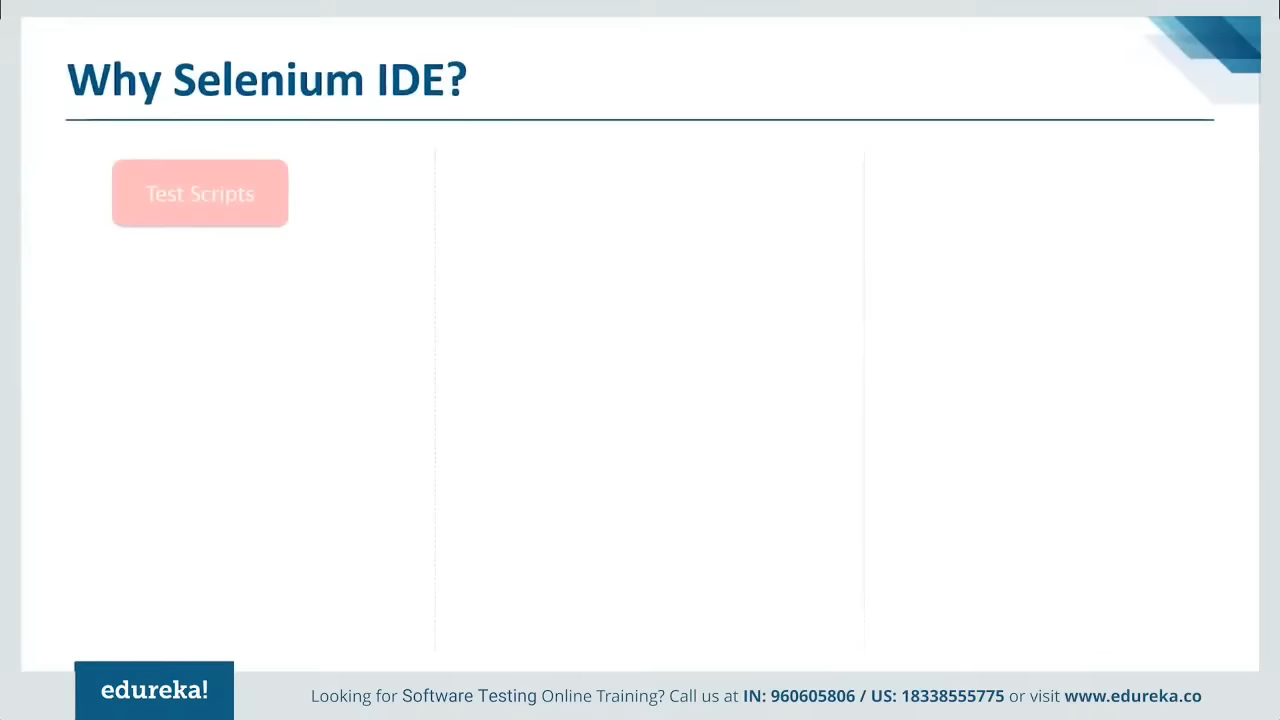 Why Selenium IDE?
Test Scripts
edureka!
Looking for Software Testing Online Training? Call us at IN: 960605806 / US: 18338555775 or visit www.edureka.co